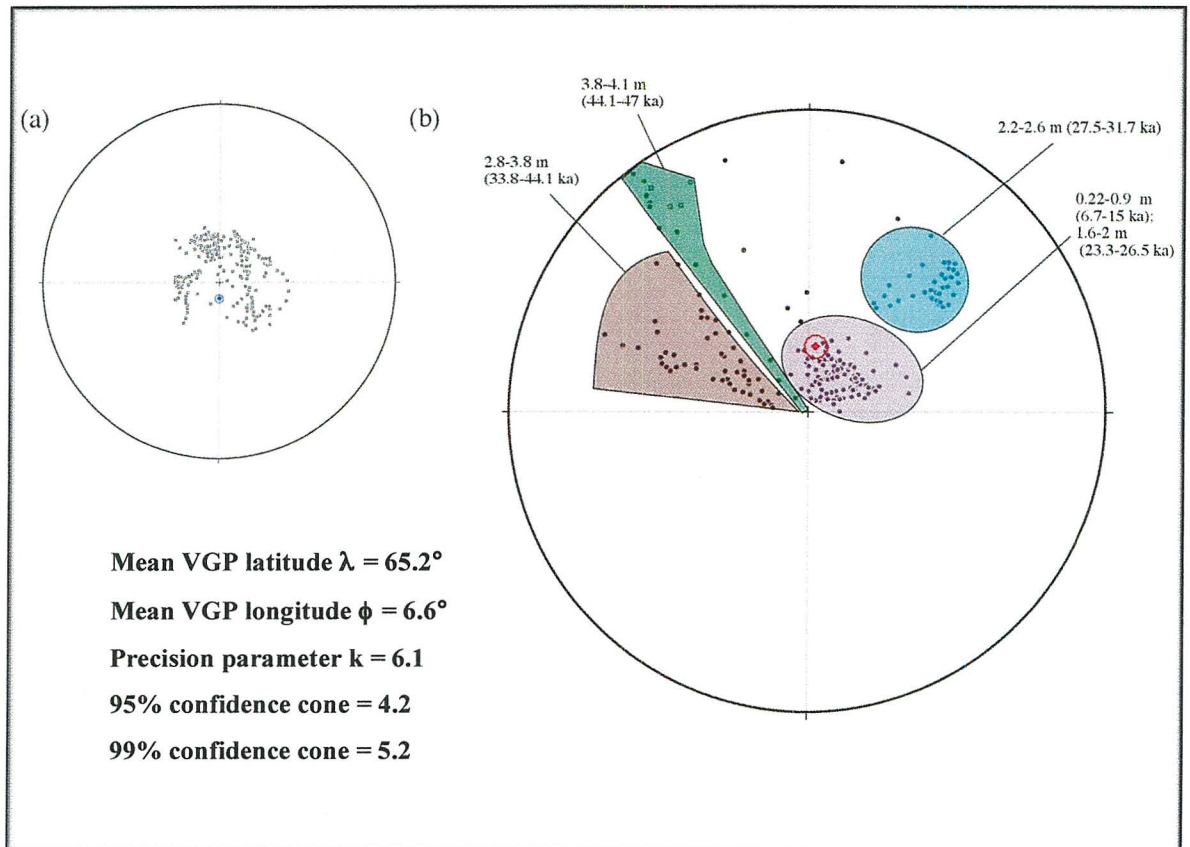 (a)
(b)
3.8-4.1 m
(44.1-47 ka)
2.8-3.8 m
(33.8-44.1 ka)
2.2-2.6 m (27.5-31.7 ka)
0.22-0.9 m
(6.7-15 ka);
1.6-2 m
(23.3-26.5 ka)
Mean VGP latitude λ = 65.2°
Mean VGP longitude ϕ = 6.6°
Precision parameter k = 6.1
95% confidence cone = 4.2
99% confidence cone = 5.2